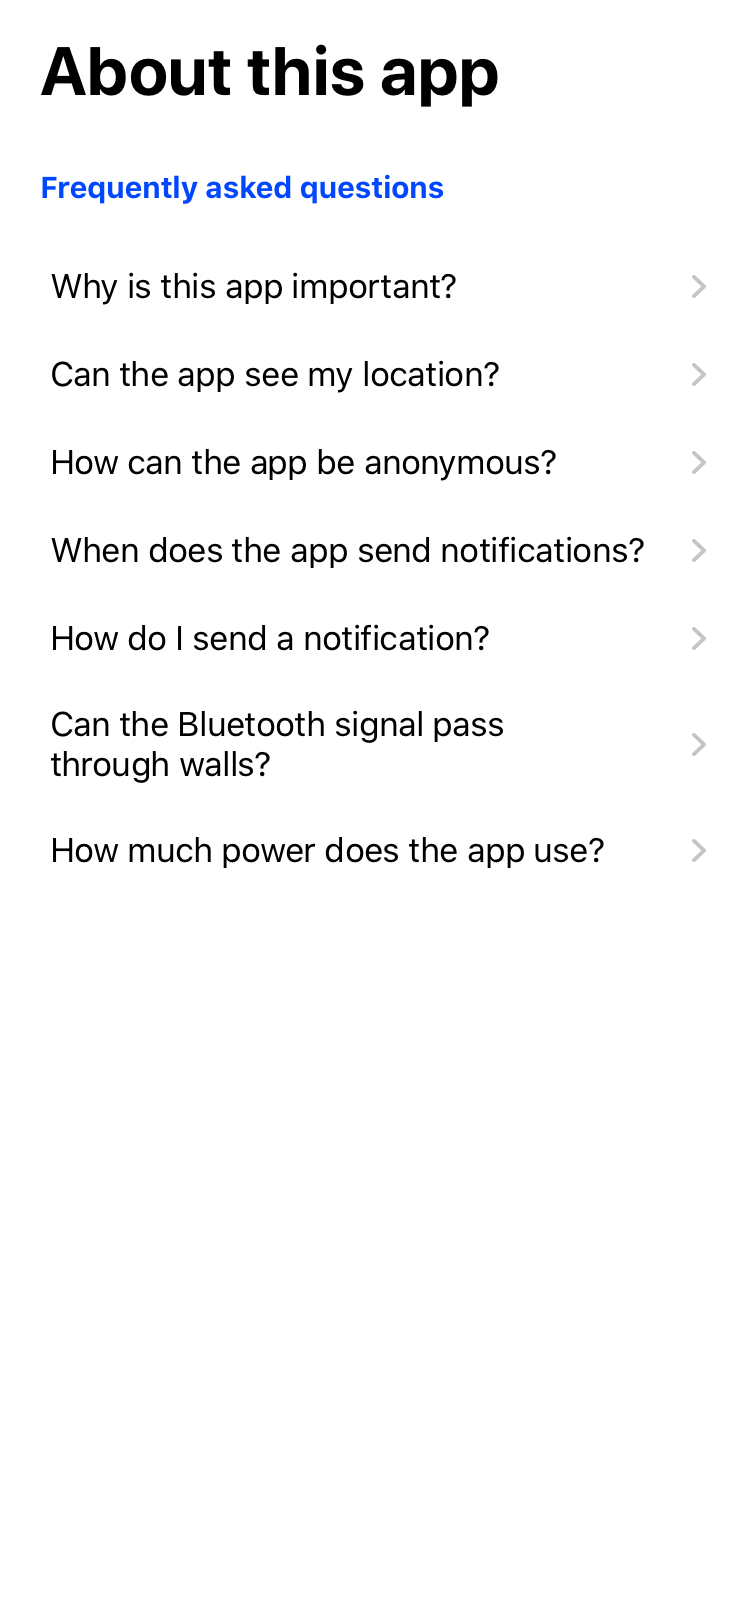 About this app
Frequently asked questions
Why is this app important?
Can the app see my location?
How can the app be anonymous?
When does the app send notifications?
How do I send a notification?
Can the Bluetooth signal pass
through walls?
How much power does the app use?